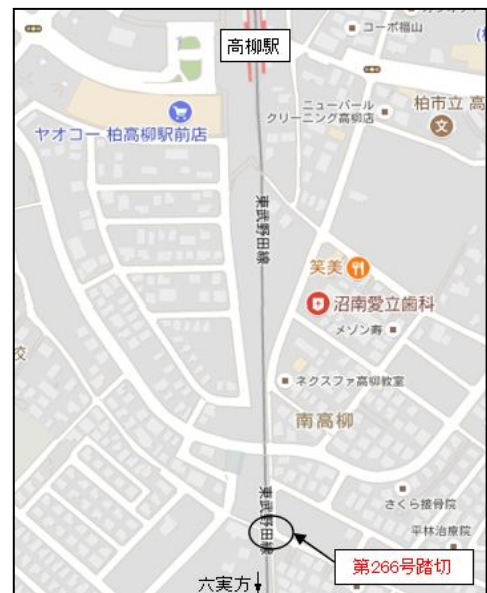 コーポ福山
高柳駅
ニューパール
クリーニング高柳店
柏市立 高
ヤオコー 柏高柳駅前店
東武野田線
笑美
沼南愛立歯科
メゾン寿
校
ネクスファ高柳教室
南高柳
さくら接骨院
東武野田線
平林治療院
第266号踏切
六実方